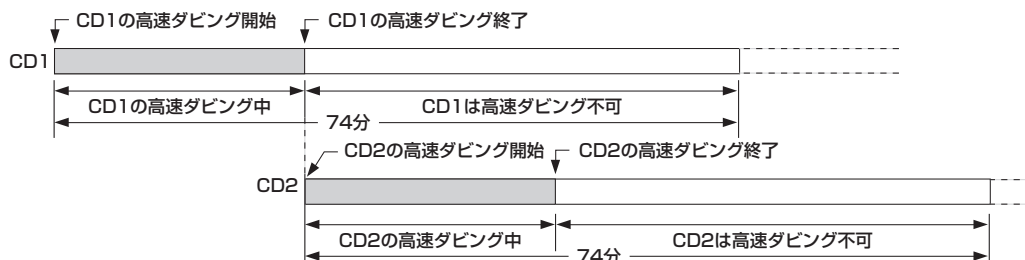 CD1の高速ダビング開始
CD1の高速ダビング終了
CD1
CD1の高速ダビング中
CD1は高速ダビング不可
74分
CD2の高速ダビング開始
CD2の高速ダビング終了
CD2
CD2の高速ダビング中
CD2は高速ダビング不可
74分